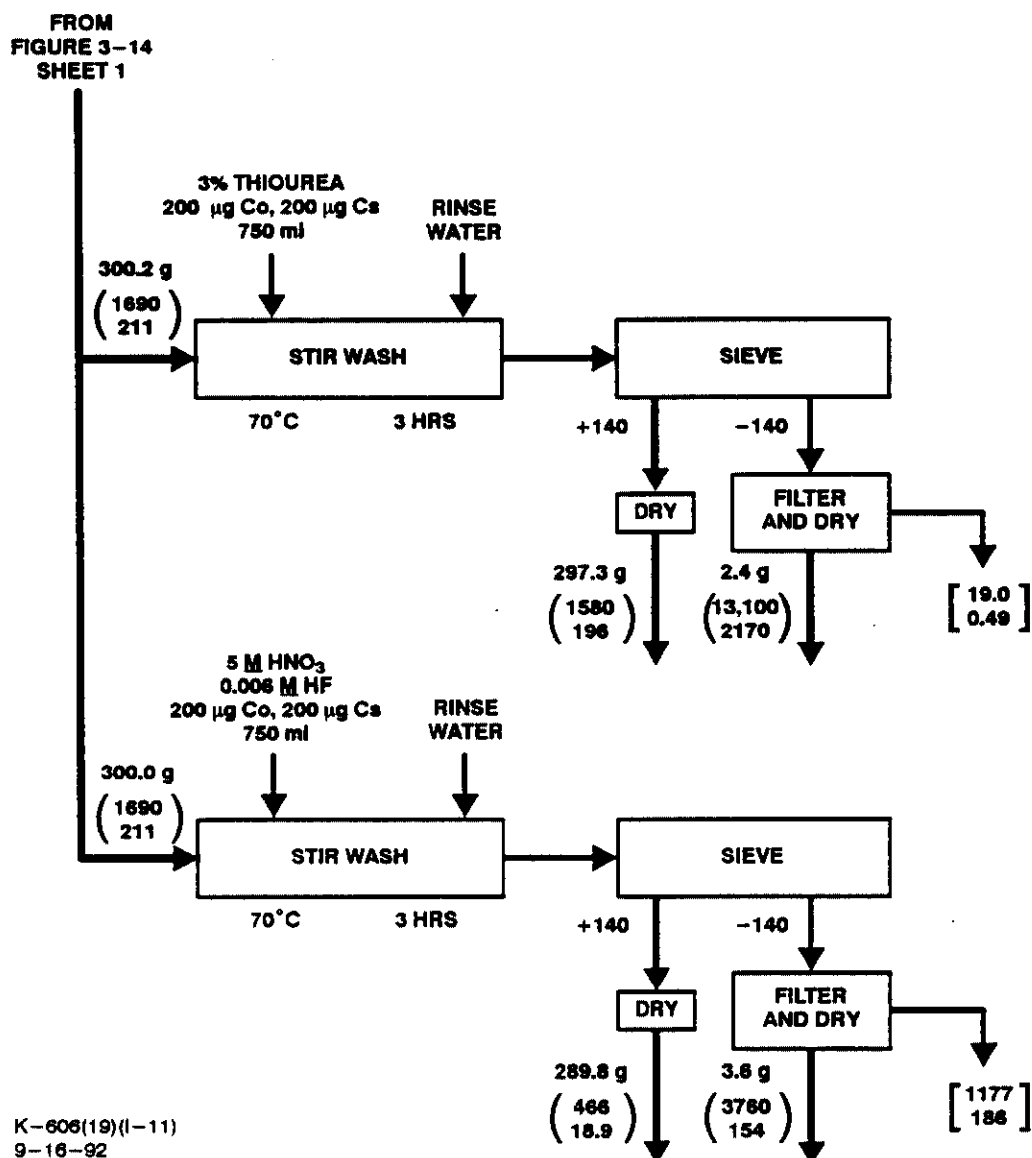 FROM
FIGURE 3-14
SHEET 1
3% THIOUREA
200 µg Co, 200 µg Cs
750 ml
RINSE
WATER
300.2 g
(1690
211)
STIR WASH
70°C 3 HRS
SIEVE
+140 -140
DRY
FILTER
AND DRY
297.3 g
(1580
196)
2.4 g
(13,100
2170)
[19.0
0.49]
5 M HNO₃
0.006 M HF
200 µg Co, 200 µg Cs
750 ml
RINSE
WATER
300.0 g
(1690
211)
STIR WASH
70°C 3 HRS
SIEVE
+140 -140
DRY
FILTER
AND DRY
289.8 g
(466
18.9)
3.6 g
(3760
154)
[1177
186]
K-606(19)(I-11)
9-16-92